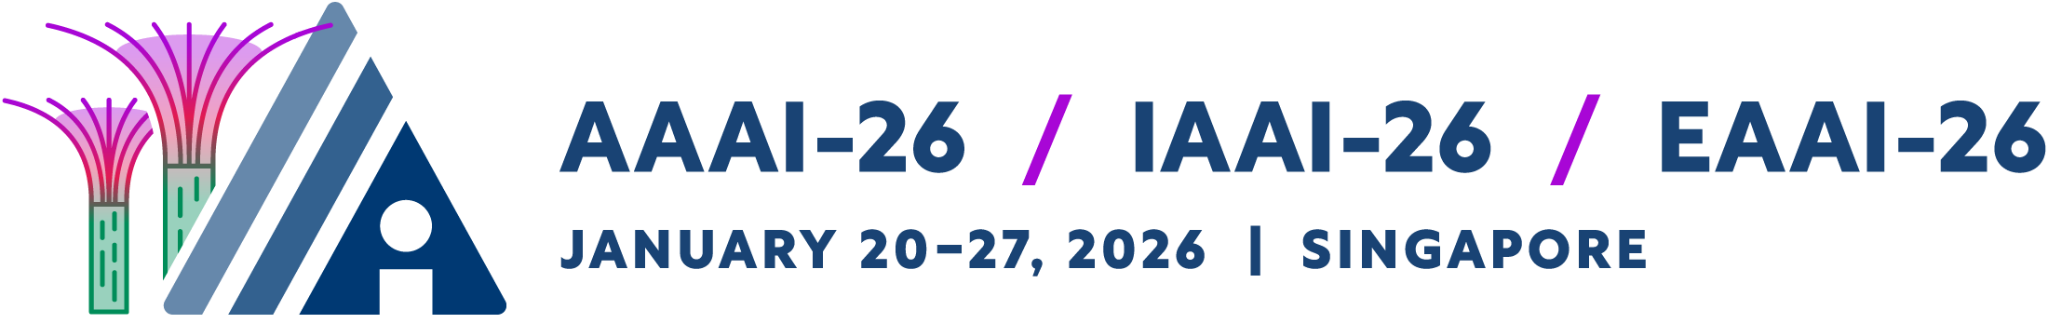 AAAI-26 / IAAI-26 / EAAI-26
JANUARY 20-27, 2026 | SINGAPORE